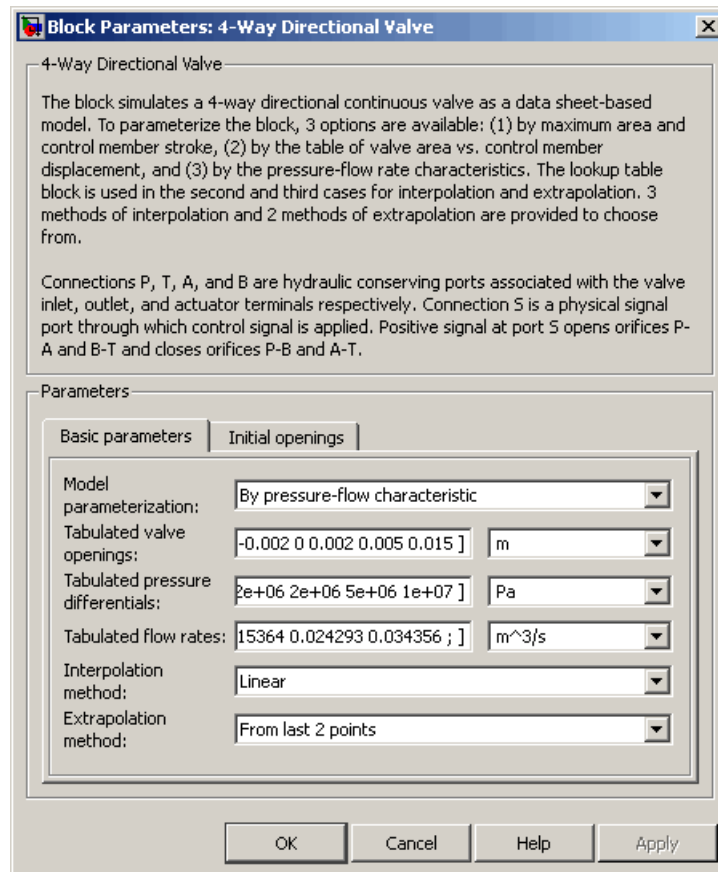 Block Parameters: 4-Way Directional Valve
4-Way Directional Valve
The block simulates a 4-way directional continuous valve as a data sheet-based
model. To parameterize the block, 3 options are available: (1) by maximum area and
control member stroke, (2) by the table of valve area vs. control member
displacement, and (3) by the pressure-flow rate characteristics. The lookup table
block is used in the second and third cases for interpolation and extrapolation. 3
methods of interpolation and 2 methods of extrapolation are provided to choose
from.
Connections P, T, A, and B are hydraulic conserving ports associated with the valve
inlet, outlet, and actuator terminals respectively. Connection S is a physical signal
port through which control signal is applied. Positive signal at port S opens orifices P-
A and B-T and closes orifices P-B and A-T.
Parameters
Basic parameters Initial openings
Model
parameterization:
By pressure-flow characteristic
Tabulated valve
openings:
-0.002 0 0.002 0.005 0.015 ] m
Tabulated pressure
differentials:
2e+06 2e+06 5e+06 1e+07 ] Pa
Tabulated flow rates: 15364 0.024293 0.034356 ; ] m^3/s
Interpolation
method:
Linear
Extrapolation
method:
From last 2 points
OK Cancel Help Apply